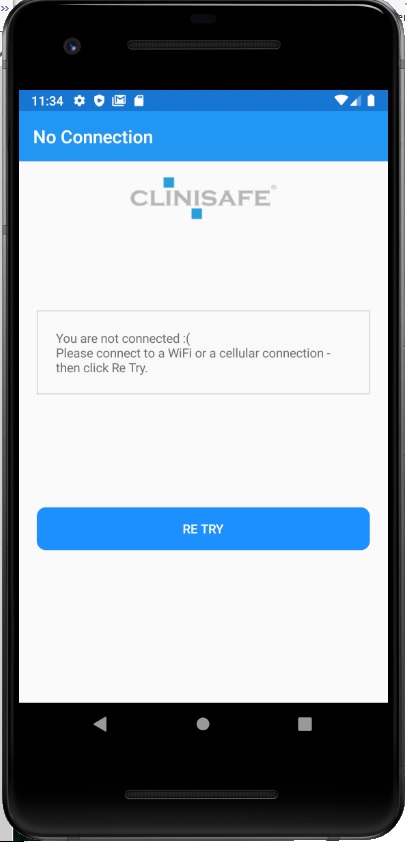 11:34
No Connection
CLINISAFE®
You are not connected :(
Please connect to a WiFi or a cellular connection -
then click Re Try.
RE TRY